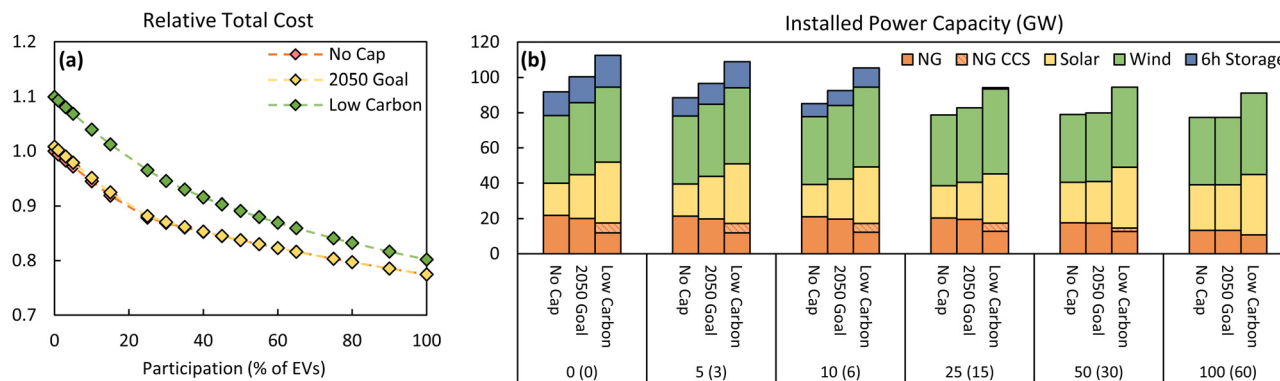 Relative Total Cost
(a)
No Cap
2050 Goal
Low Carbon
1.2
1.1
1.0
0.9
0.8
0.7
0 20 40 60 80 100
Participation (% of EVs)
Installed Power Capacity (GW)
(b)
NG NG CCS Solar Wind 6h Storage
120
100
80
60
40
20
0
No Cap 2050 Goal Low Carbon No Cap 2050 Goal Low Carbon No Cap 2050 Goal Low Carbon No Cap 2050 Goal Low Carbon No Cap 2050 Goal Low Carbon No Cap 2050 Goal Low Carbon
0 (0) 5 (3) 10 (6) 25 (15) 50 (30) 100 (60)